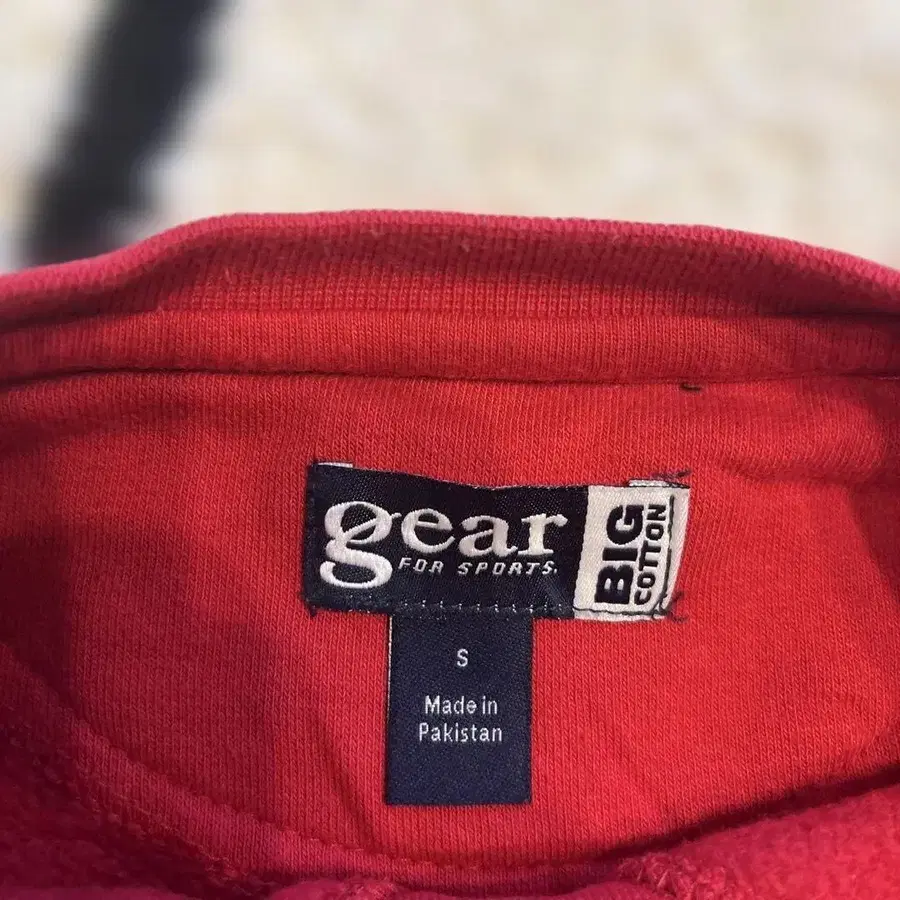 gear
FOR SPORTS.
BIG
COTTON
S
Made in
Pakistan